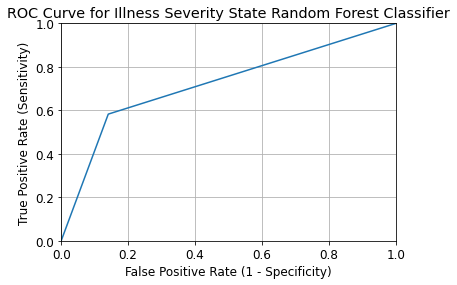 ROC Curve for Illness Severity State Random Forest Classifier
1.0
0.8
0.6
0.4
0.2
0.0
True Positive Rate (Sensitivity)
0.0 0.2 0.4 0.6 0.8 1.0
False Positive Rate (1 - Specificity)